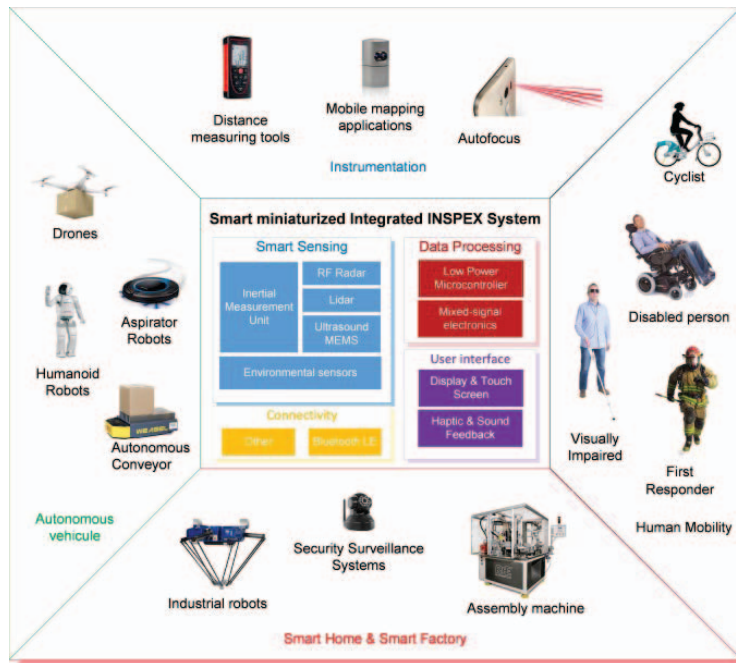 Distance
measuring tools
Mobile mapping
applications
Autofocus
Instrumentation
Cyclist
Drones
Smart miniaturized Integrated INSPEX System
Smart Sensing
Data Processing
Inertial
Measurement
Unit
RF Radar
Lidar
Ultrasound
MEMS
Environmental sensors
Low Power
Microcontroller
Mixed-signal
electronics
User interface
Display & Touch
Screen
Haptic & Sound
Feedback
Connectivity
Other
Bluetooth LE
Aspirator
Robots
Humanoid
Robots
WEASEL
Autonomous
Conveyor
Autonomous
vehicule
Disabled person
Visually
Impaired
First
Responder
Human Mobility
Industrial robots
Security Surveillance
Systems
Assembly machine
Smart Home & Smart Factory